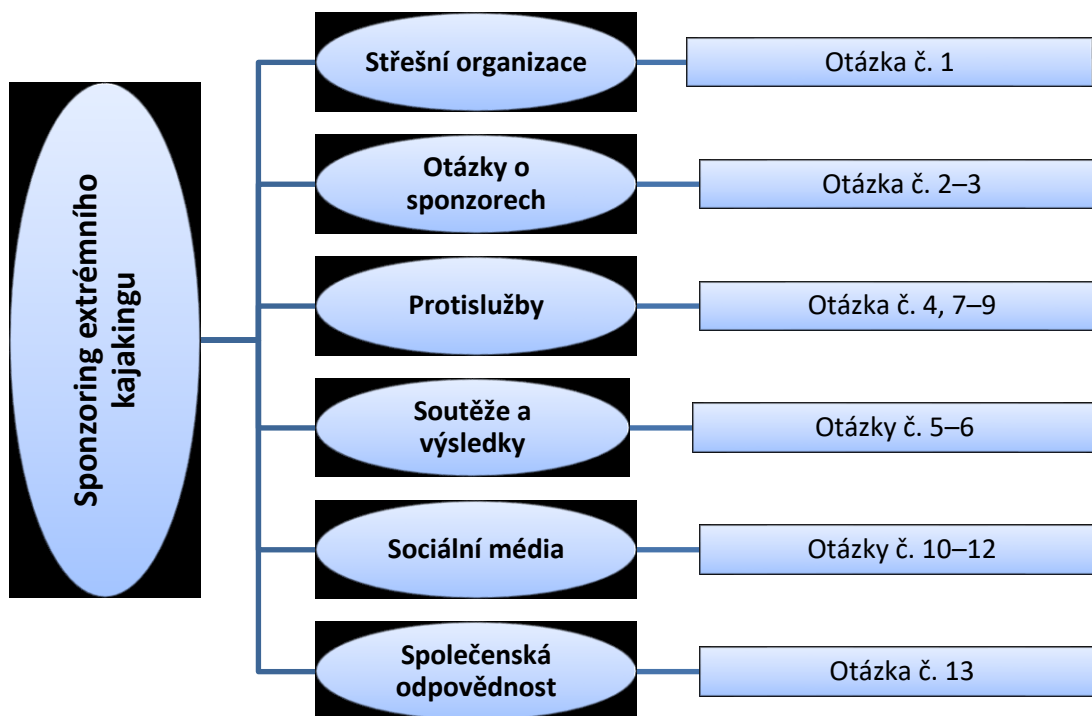 Sponzoring extrémního
kajakingu
Střešní organizace
Otázka č. 1
Otázky o
sponzorech
Otázka č. 2–3
Protislužby
Otázka č. 4, 7–9
Soutěže a
výsledky
Otázky č. 5–6
Sociální média
Otázky č. 10–12
Společenská
odpovědnost
Otázka č. 13